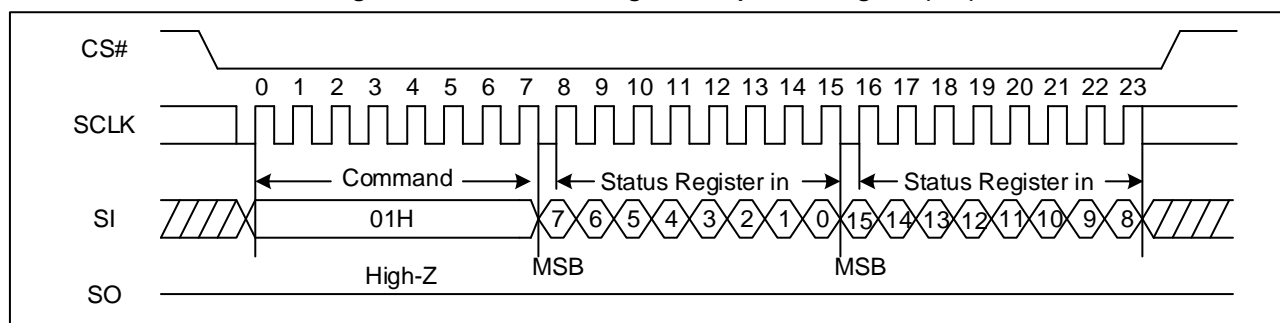 CS#
0 1 2 3 4 5 6 7 8 9 10 11 12 13 14 15 16 17 18 19 20 21 22 23
SCLK
Command Status Register in Status Register in
SI 01H 7 6 5 4 3 2 1 0 15 14 13 12 11 10 9 8
MSB MSB
High-Z
SO